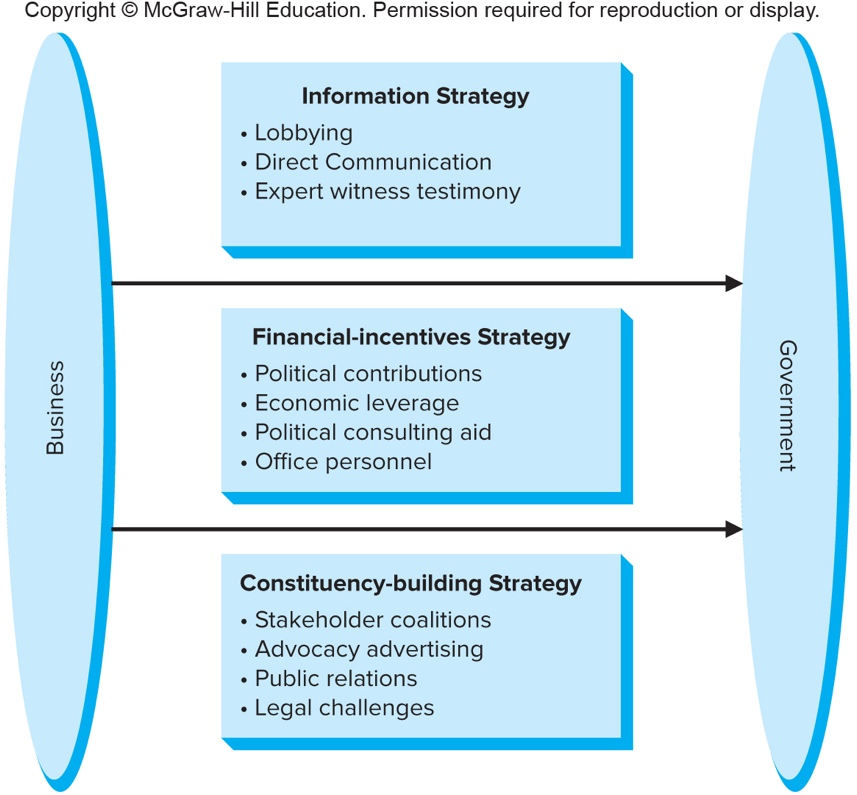 Copyright © McGraw-Hill Education. Permission required for reproduction or display.
Information Strategy
• Lobbying
• Direct Communication
• Expert witness testimony
Business
Financial-incentives Strategy
• Political contributions
• Economic leverage
• Political consulting aid
• Office personnel
Government
Constituency-building Strategy
• Stakeholder coalitions
• Advocacy advertising
• Public relations
• Legal challenges